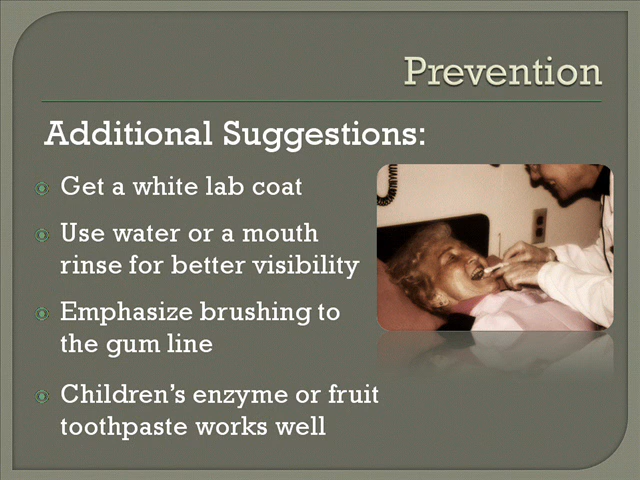 Prevention
Additional Suggestions:
Get a white lab coat
Use water or a mouth
rinse for better visibility
Emphasize brushing to
the gum line
Children’s enzyme or fruit
toothpaste works well